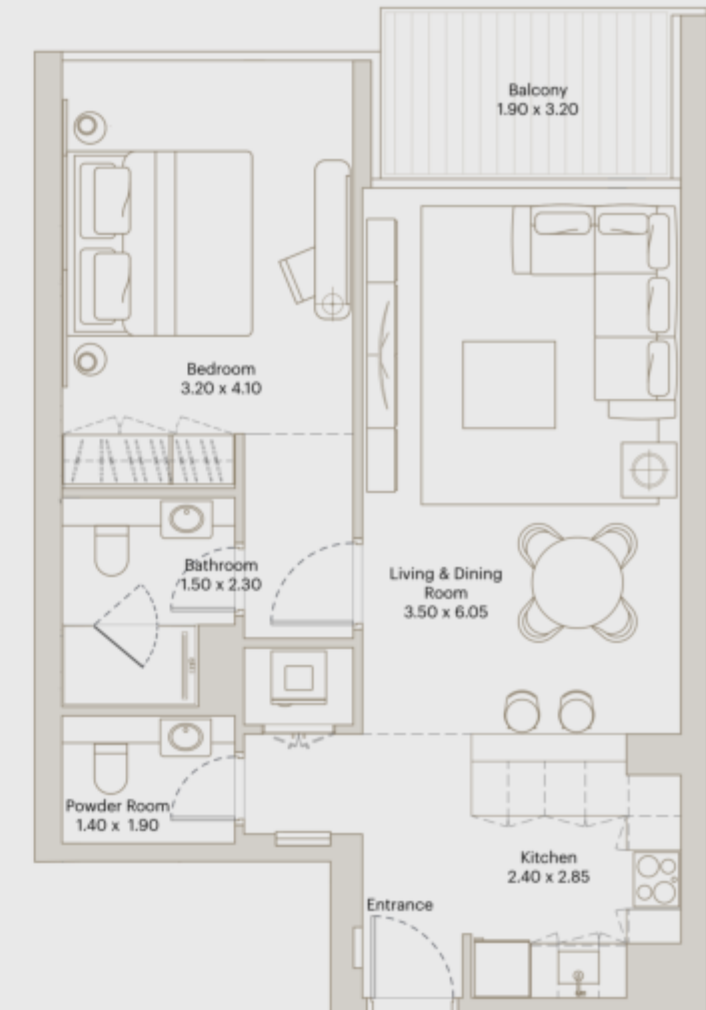 Balcony
1.90 x 3.20
Bedroom
3.20 x 4.10
Bathroom
1.50 x 2.30
Living & Dining
Room
3.50 x 6.05
Powder Room
1.40 x 1.90
Kitchen
2.40 x 2.85
Entrance